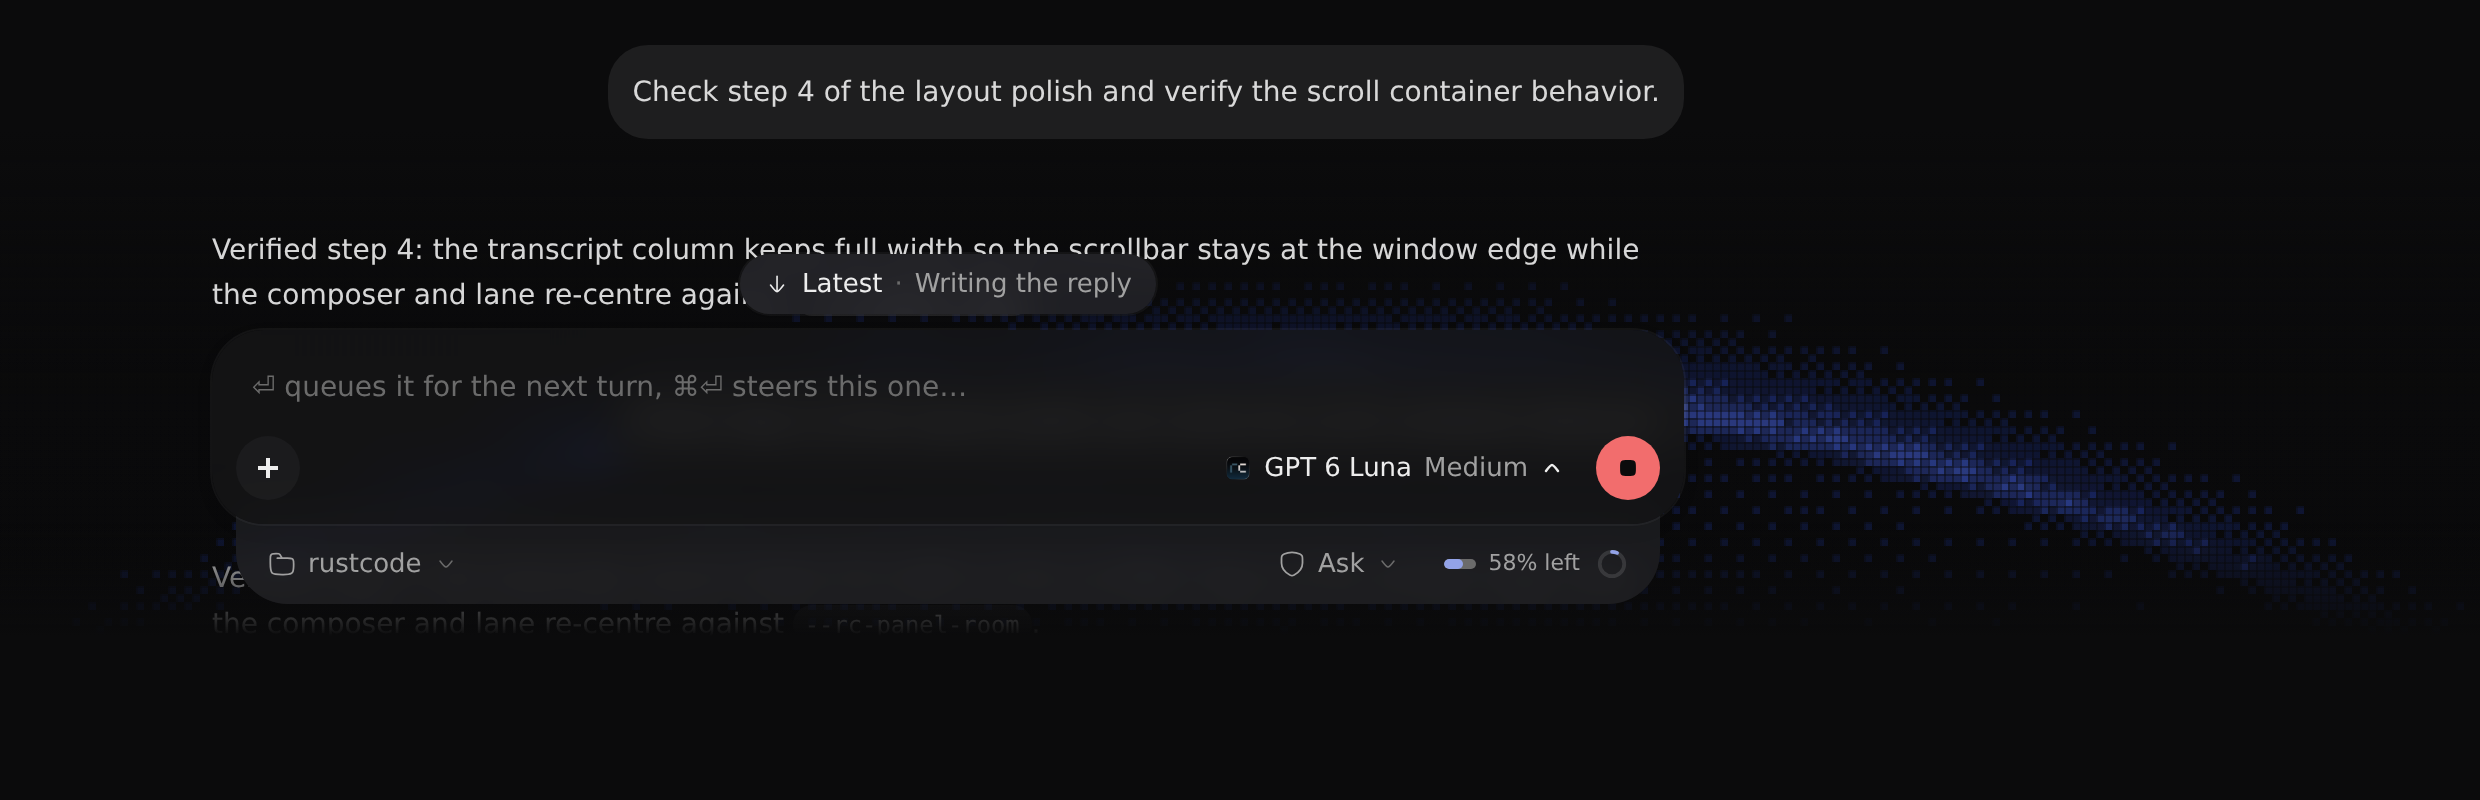 Check step 4 of the layout polish and verify the scroll container behavior.
Verified step 4: the transcript column keeps full width so the scrollbar stays at the window edge while
the composer and lane re-centre
↓ Latest · Writing the reply
⏎ queues it for the next turn, ⌘⏎ steers this one…
GPT 6 Luna Medium
rustcode
Ask
58% left
the composer and lane re-centre against --rc-panel-room.